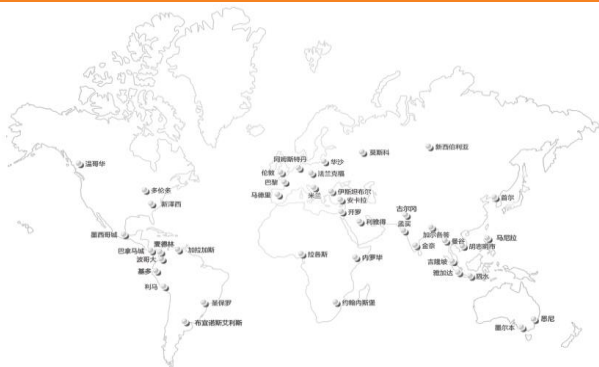 温哥华
多伦多
新泽西
墨西哥城
巴拿马城
麦德林
加拉加斯
波哥大
基多
利马
圣保罗
布宜诺斯艾利斯
阿姆斯特丹
华沙
莫斯科
新西伯利亚
伦敦
法兰克福
巴黎
马德里
米兰
伊斯坦布尔
安卡拉
开罗
利雅得
首尔
古尔冈
孟买
加尔各答
金奈
曼谷
胡志明市
马尼拉
拉各斯
内罗毕
吉隆坡
雅加达
泗水
约翰内斯堡
墨尔本
悉尼